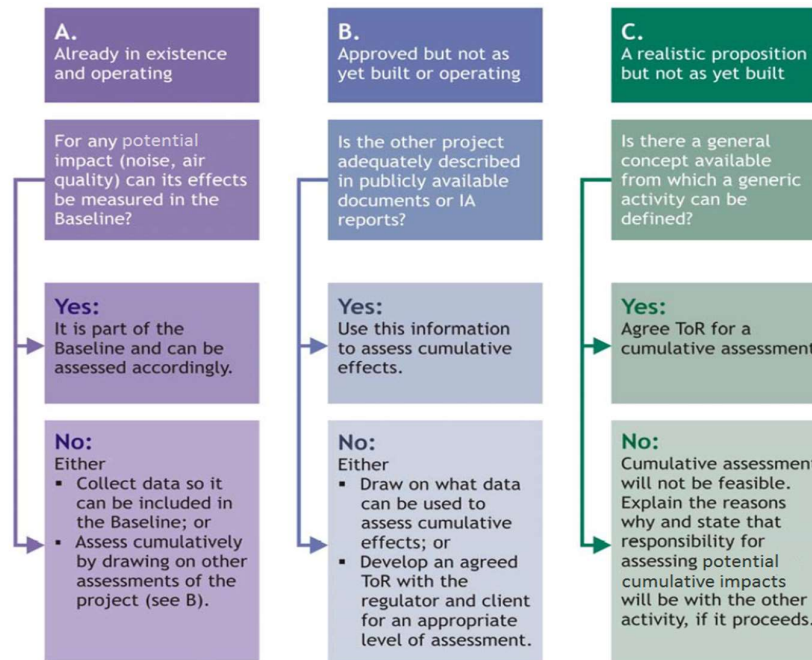 A.
Already in existence
and operating
For any potential
impact (noise, air
quality) can its effects
be measured in the
Baseline?
Yes:
It is part of the
Baseline and can be
assessed accordingly.
No:
Either
▪ Collect data so it
can be included in
the Baseline; or
▪ Assess cumulatively
by drawing on other
assessments of the
project (see B).
B.
Approved but not as
yet built or operating
Is the other project
adequately described
in publicly available
documents or IA
reports?
Yes:
Use this information
to assess cumulative
effects.
No:
Either
▪ Draw on what data
can be used to
assess cumulative
effects; or
▪ Develop an agreed
ToR with the
regulator and client
for an appropriate
level of assessment.
C.
A realistic proposition
but not as yet built
Is there a general
concept available
from which a generic
activity can be
defined?
Yes:
Agree ToR for a
cumulative assessment
No:
Cumulative assessment
will not be feasible.
Explain the reasons
why and state that
responsibility for
assessing potential
cumulative impacts
will be with the other
activity, if it proceeds.